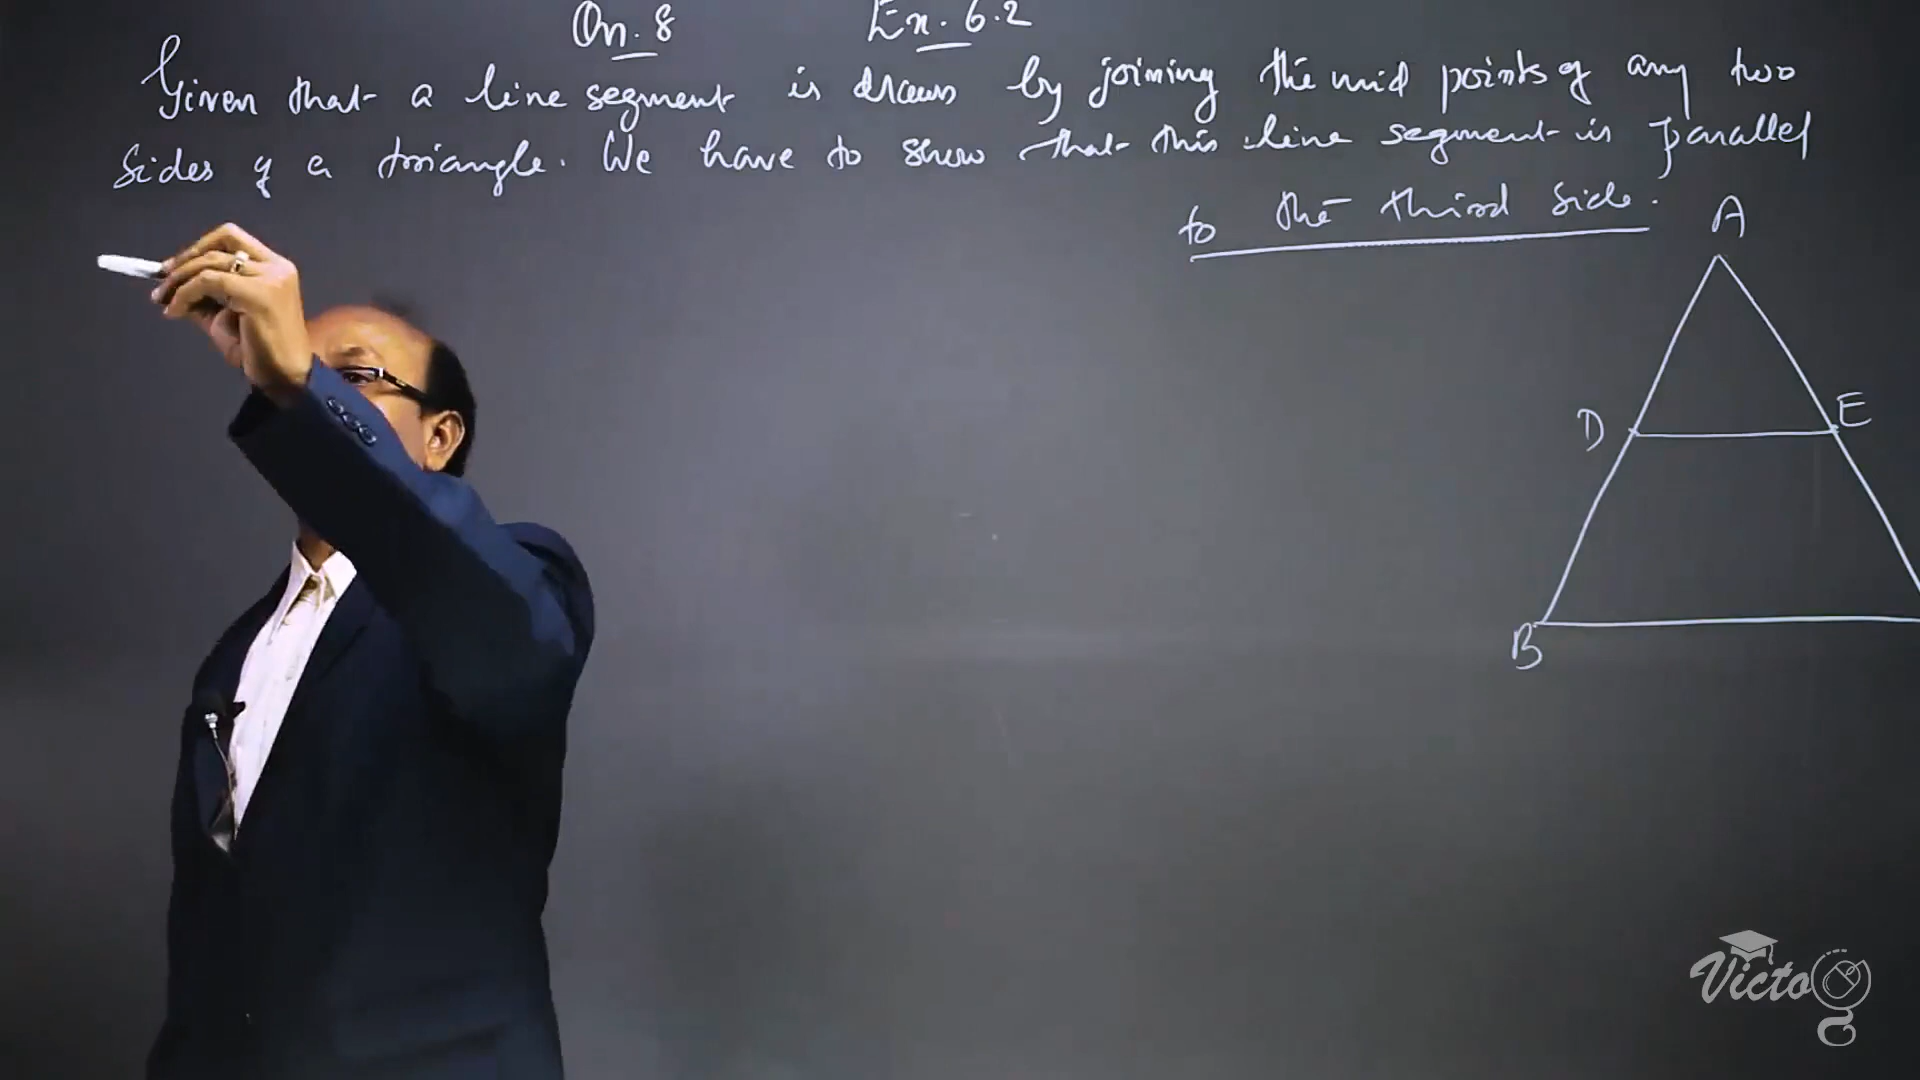 Qn. 8 Ex. 6.2
Given that a line segment is drawn by joining the mid points of any two
sides of a triangle. We have to show that this line segment is parallel
to the third side.
A
D E
B
Victo